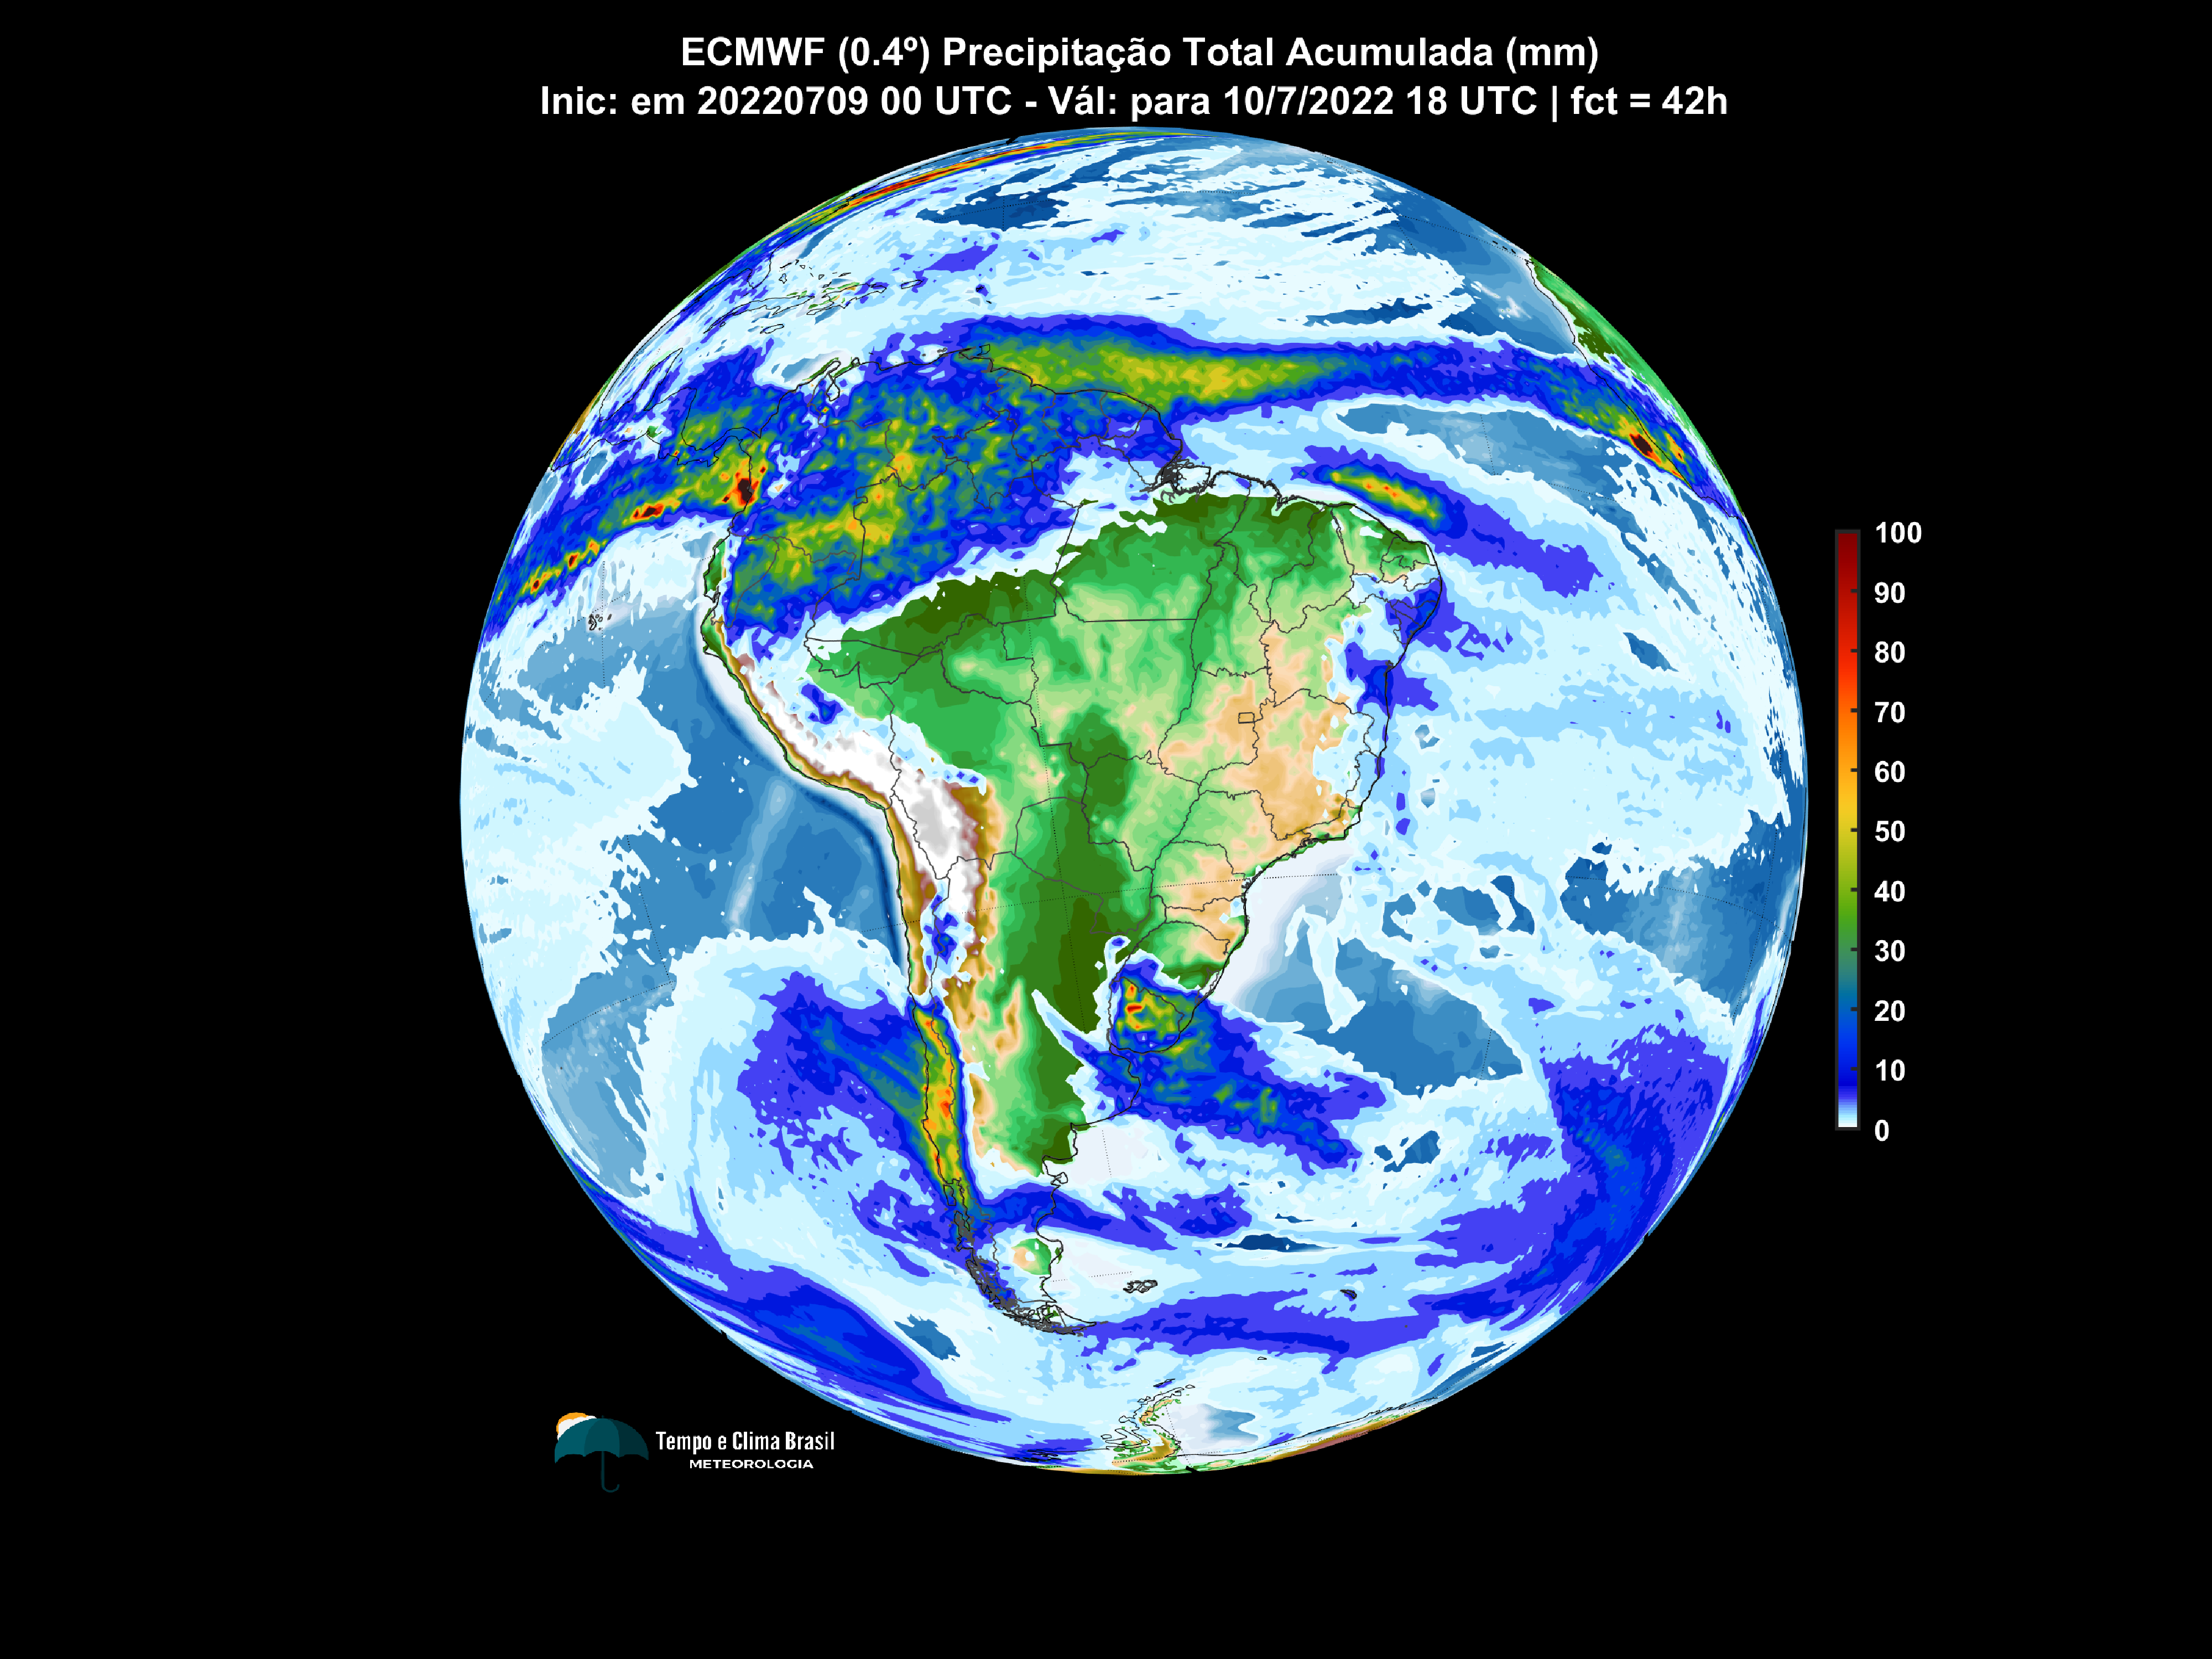 ECMWF (0.4º) Precipitação Total Acumulada (mm)
Inic: em 20220709 00 UTC - Vál: para 10/7/2022 18 UTC | fct = 42h
100
90
80
70
60
50
40
30
20
10
0
Tempo e Clima Brasil
METEOROLOGIA